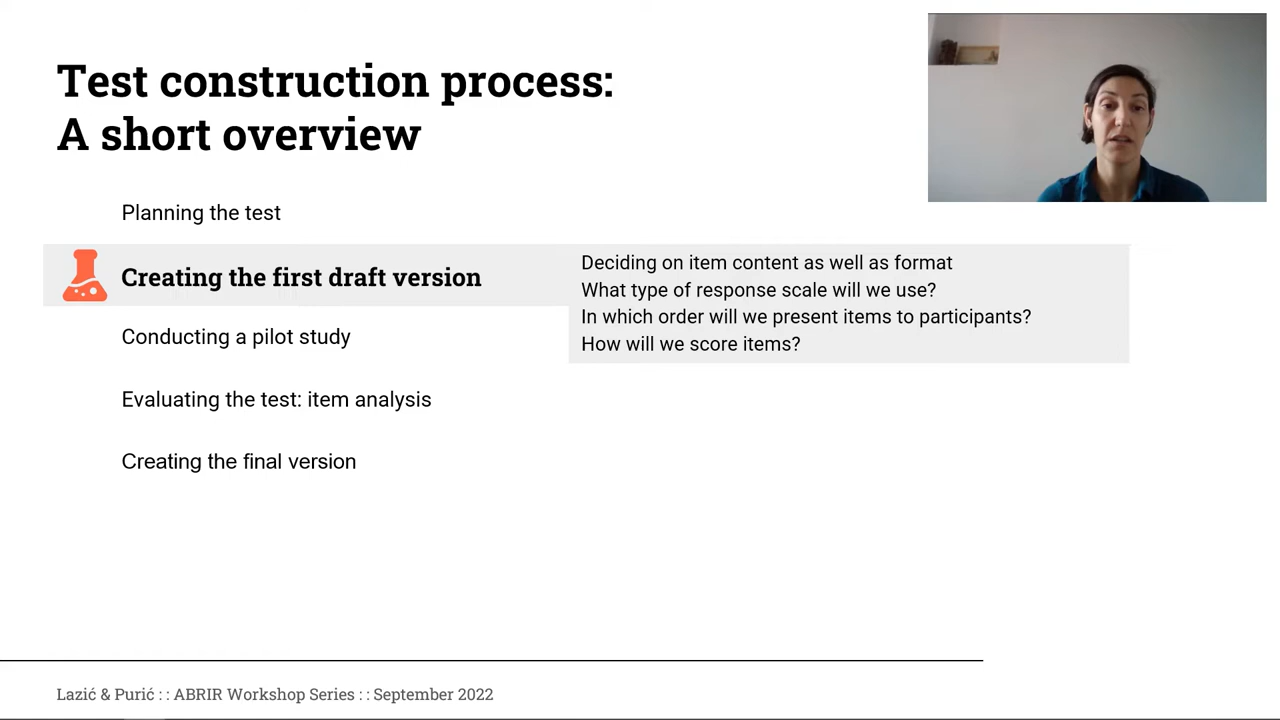 Test construction process:
A short overview
Planning the test
Creating the first draft version
Deciding on item content as well as format
What type of response scale will we use?
In which order will we present items to participants?
How will we score items?
Conducting a pilot study
Evaluating the test: item analysis
Creating the final version
Lazić & Purić : : ABRIR Workshop Series : : September 2022